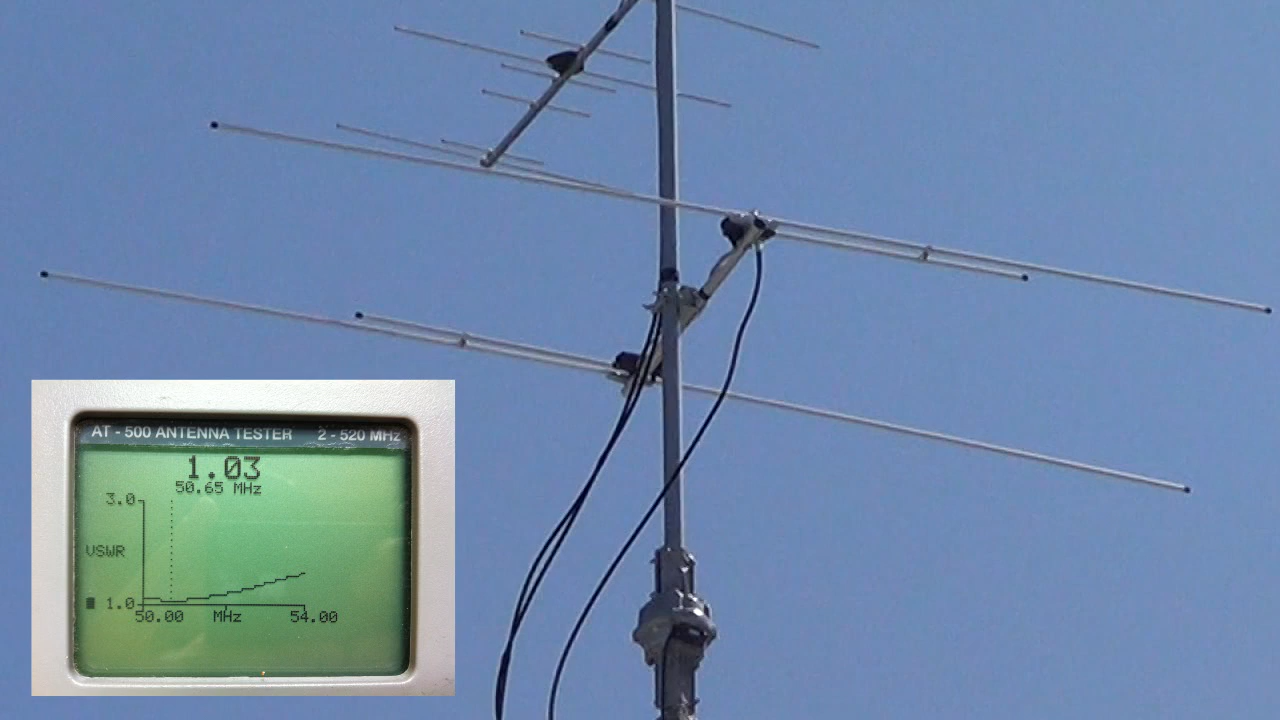 AT - 500 ANTENNA TESTER 2 - 520 MHz
1.03
50.65 MHz
3.0
VSWR
1.0
50.00 MHz 54.00